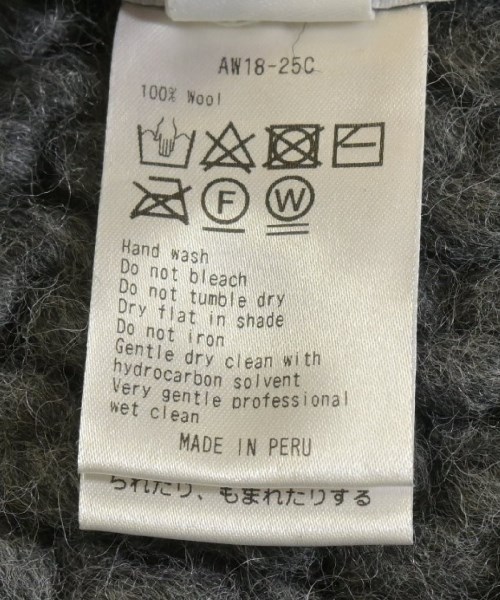 AW18-25C
100% Wool
F W
Hand wash
Do not bleach
Do not tumble dry
Dry flat in shade
Do not iron
Gentle dry clean with
hydrocarbon solvent
Very gentle professional
wet clean
MADE IN PERU
られたり、もまれたりする